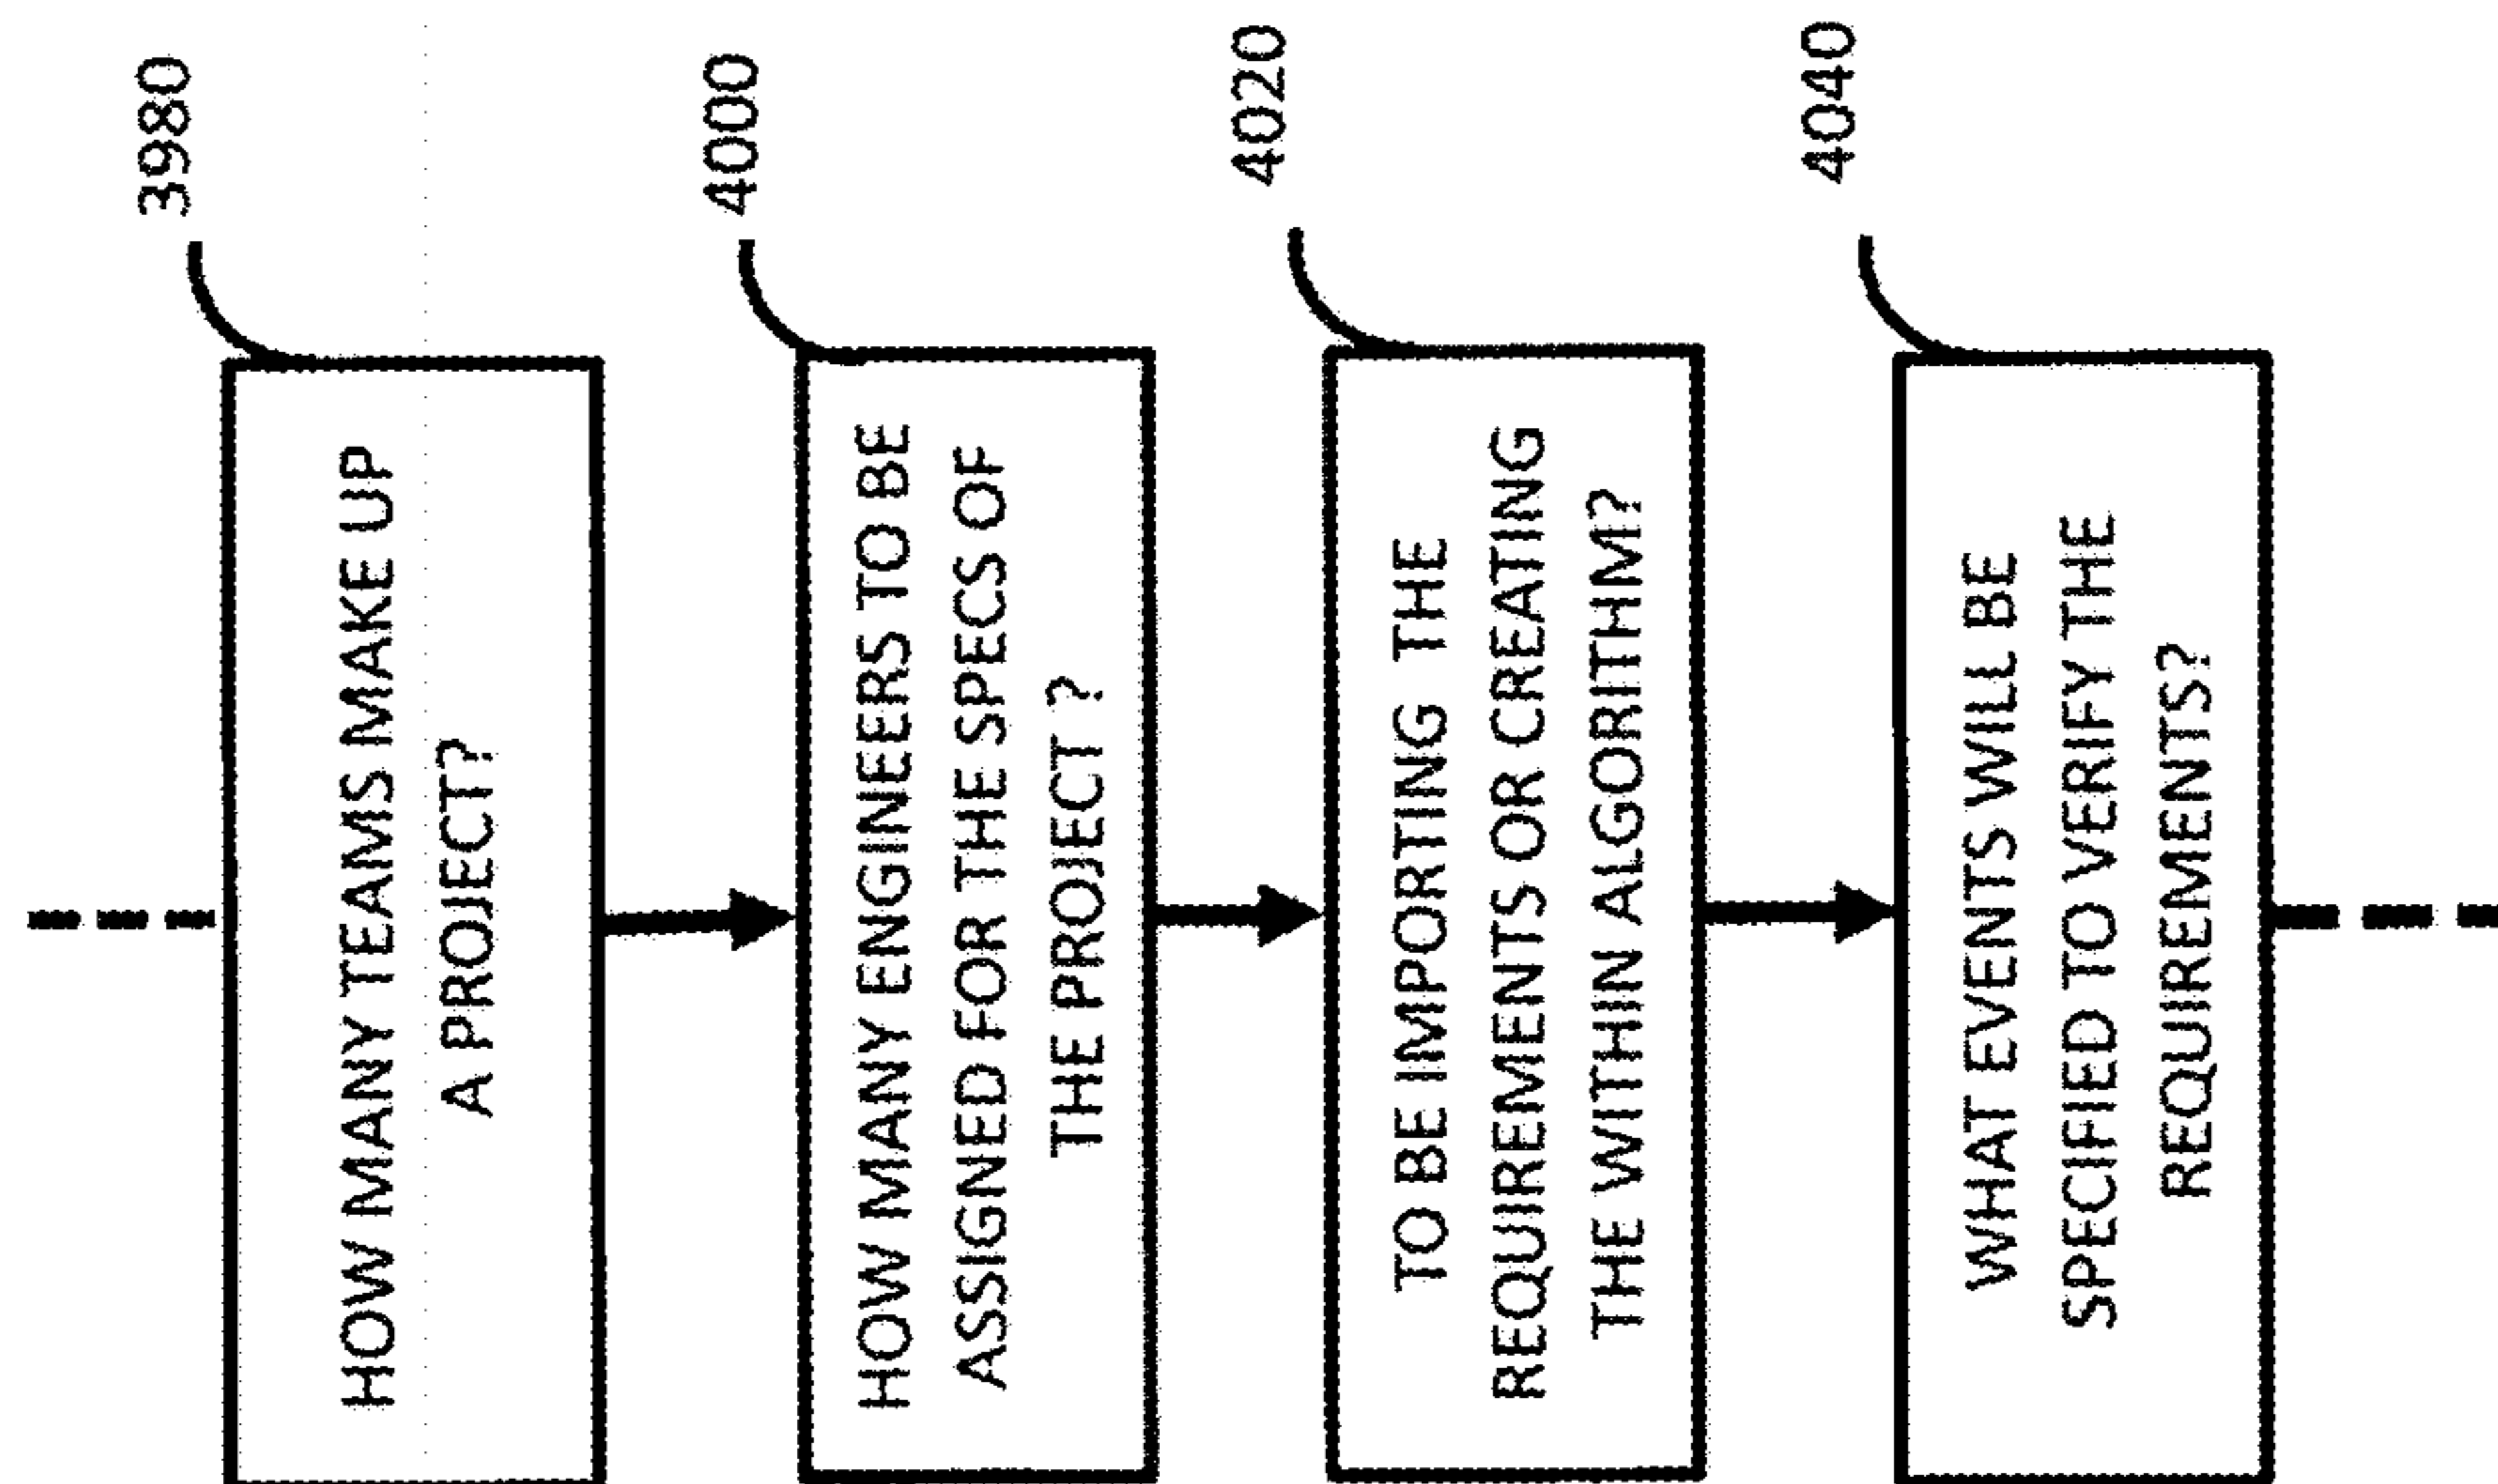 3980
HOW MANY TEAMS MAKE UP
A PROJECT?
4000
HOW MANY ENGINEERS TO BE
ASSIGNED FOR THE SPECS OF
THE PROJECT ?
4020
TO BE IMPORTING THE
REQUIREMENTS OR CREATING
THE WITHIN ALGORITHM?
4040
WHAT EVENTS WILL BE
SPECIFIED TO VERIFY THE
REQUIREMENTS?